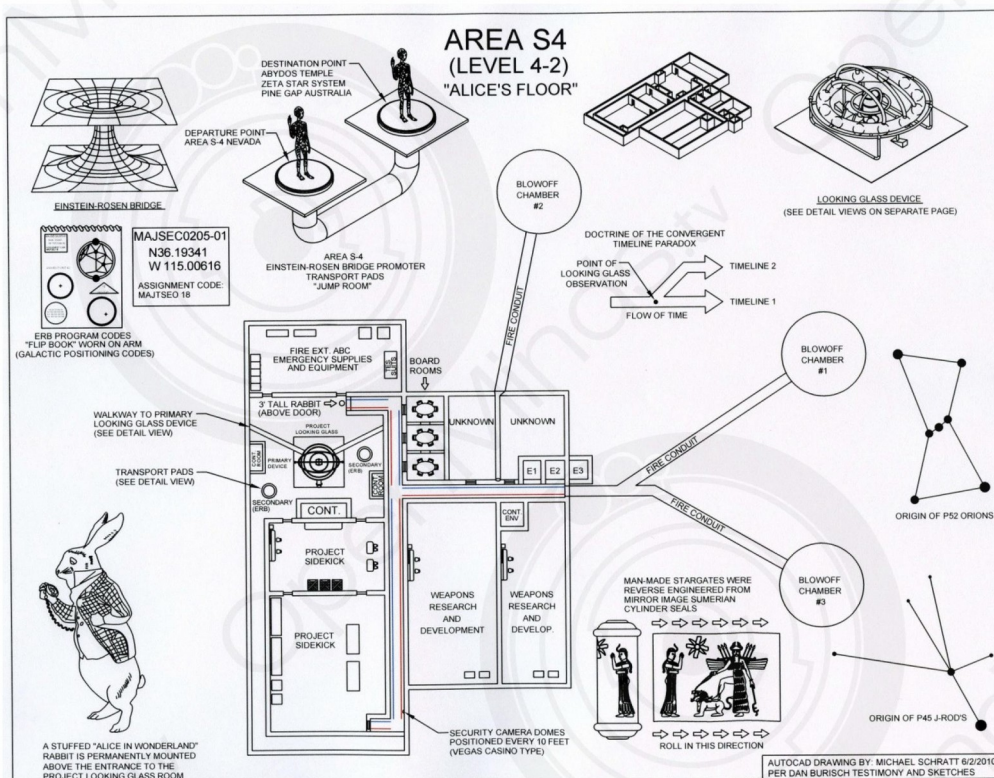 AREA S4
(LEVEL 4-2)
"ALICE'S FLOOR"
EINSTEIN-ROSEN BRIDGE
DESTINATION POINT
ABYDOS TEMPLE
ZETA STAR SYSTEM
PINE GAP AUSTRALIA
DEPARTURE POINT
AREA S-4 NEVADA
AREA S-4
EINSTEIN-ROSEN BRIDGE PROMOTER
TRANSPORT PADS
"JUMP ROOM"
LOOKING GLASS DEVICE
(SEE DETAIL VIEWS ON SEPARATE PAGE)
MAJSEC0205-01
N36.19341
W 115.00616
ASSIGNMENT CODE:
MAJTSEO 18
ERB PROGRAM CODES
"FLIP BOOK" WORN ON ARM
(GALACTIC POSITIONING CODES)
BLOWOFF
CHAMBER
#2
FIRE CONDUIT
DOCTRINE OF THE CONVERGENT
TIMELINE PARADOX
POINT OF
LOOKING GLASS
OBSERVATION
TIMELINE 2
TIMELINE 1
FLOW OF TIME
FIRE EXT. ABC
EMERGENCY SUPPLIES
AND EQUIPMENT
SUITS
BOARD
ROOMS
3' TALL RABBIT
(ABOVE DOOR)
PROJECT
LOOKING GLASS
WALKWAY TO PRIMARY
LOOKING GLASS DEVICE
(SEE DETAIL VIEW)
CONT.
ROOM
PRIMARY
DEVICE
SECONDARY
(ERB)
CONT.
ROOM
TRANSPORT PADS
(SEE DETAIL VIEW)
SECONDARY
(ERB)
CONT.
UNKNOWN
UNKNOWN
E1
E2
E3
CONT.
ENV
PROJECT
SIDEKICK
PROJECT
SIDEKICK
WEAPONS
RESEARCH
AND
DEVELOPMENT
WEAPONS
RESEARCH
AND
DEVELOP.
BLOWOFF
CHAMBER
#1
FIRE CONDUIT
FIRE CONDUIT
BLOWOFF
CHAMBER
#3
ORIGIN OF P52 ORIONS
MAN-MADE STARGATES WERE
REVERSE ENGINEERED FROM
MIRROR IMAGE SUMERIAN
CYLINDER SEALS
ROLL IN THIS DIRECTION
ORIGIN OF P45 J-ROD'S
SECURITY CAMERA DOMES
POSITIONED EVERY 10 FEET
(VEGAS CASINO TYPE)
A STUFFED "ALICE IN WONDERLAND"
RABBIT IS PERMANENTLY MOUNTED
ABOVE THE ENTRANCE TO THE
PROJECT LOOKING GLASS ROOM
AUTOCAD DRAWING BY: MICHAEL SCHRATT 6/2/2010
PER DAN BURISCH TESTIMONY AND SKETCHES